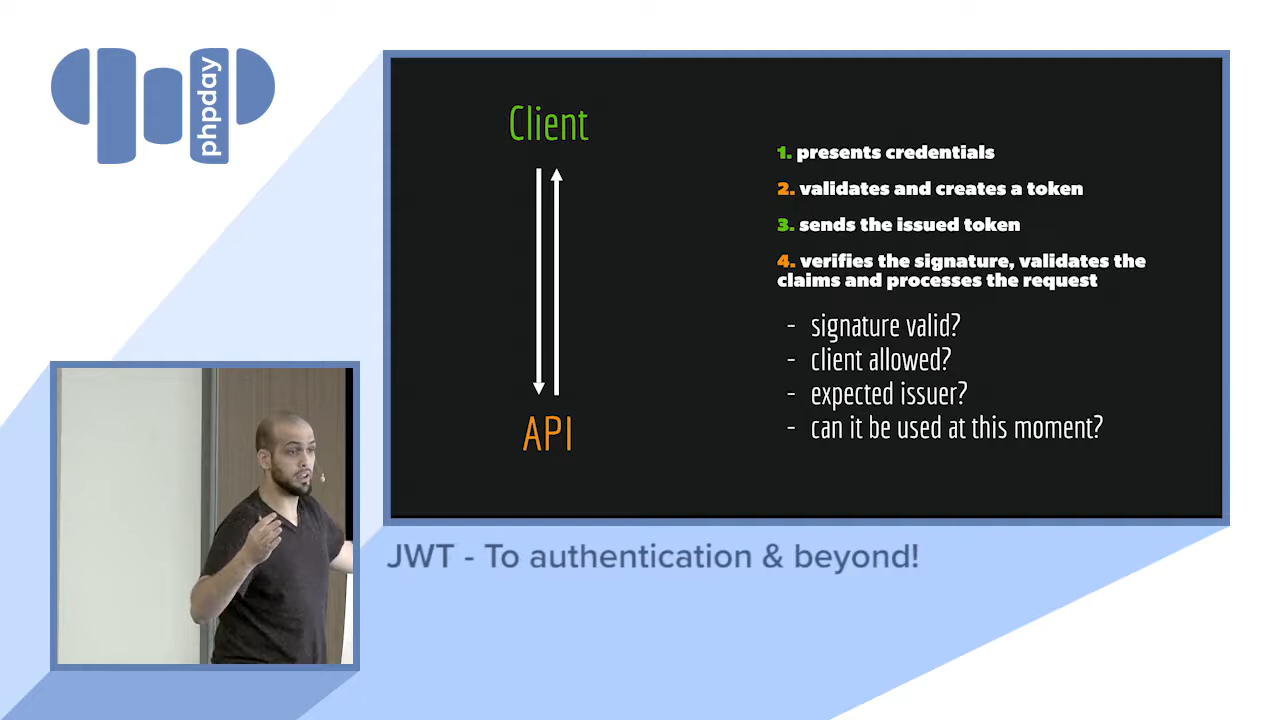 phpday
Client
API
1. presents credentials
2. validates and creates a token
3. sends the issued token
4. verifies the signature, validates the
claims and processes the request
- signature valid?
- client allowed?
- expected issuer?
- can it be used at this moment?
JWT - To authentication & beyond!